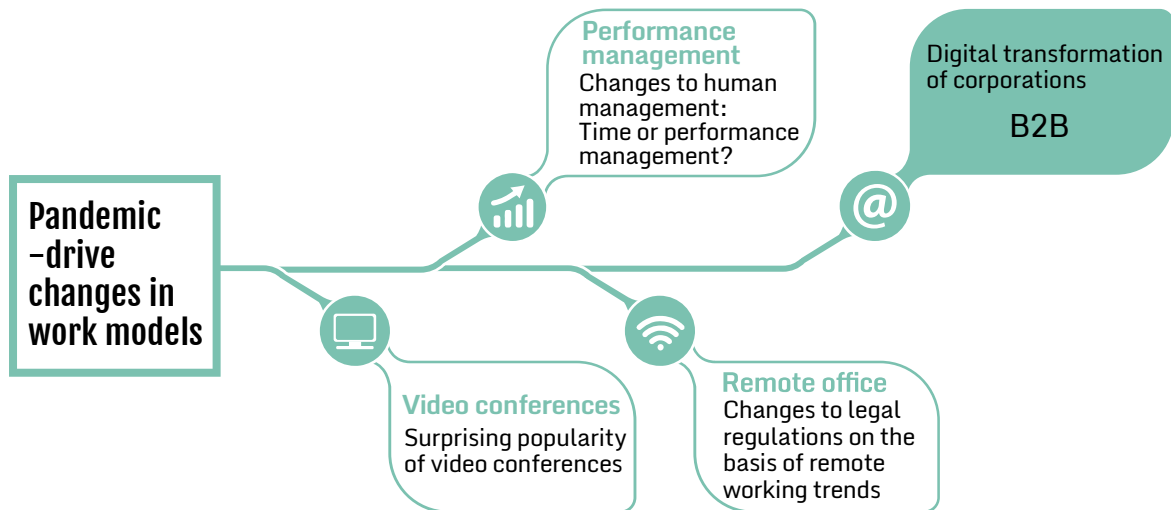 Pandemic
–drive
changes in
work models
Performance
management
Changes to human
management:
Time or performance
management?
Digital transformation
of corporations
B2B
@
Video conferences
Surprising popularity
of video conferences
Remote office
Changes to legal
regulations on the
basis of remote
working trends